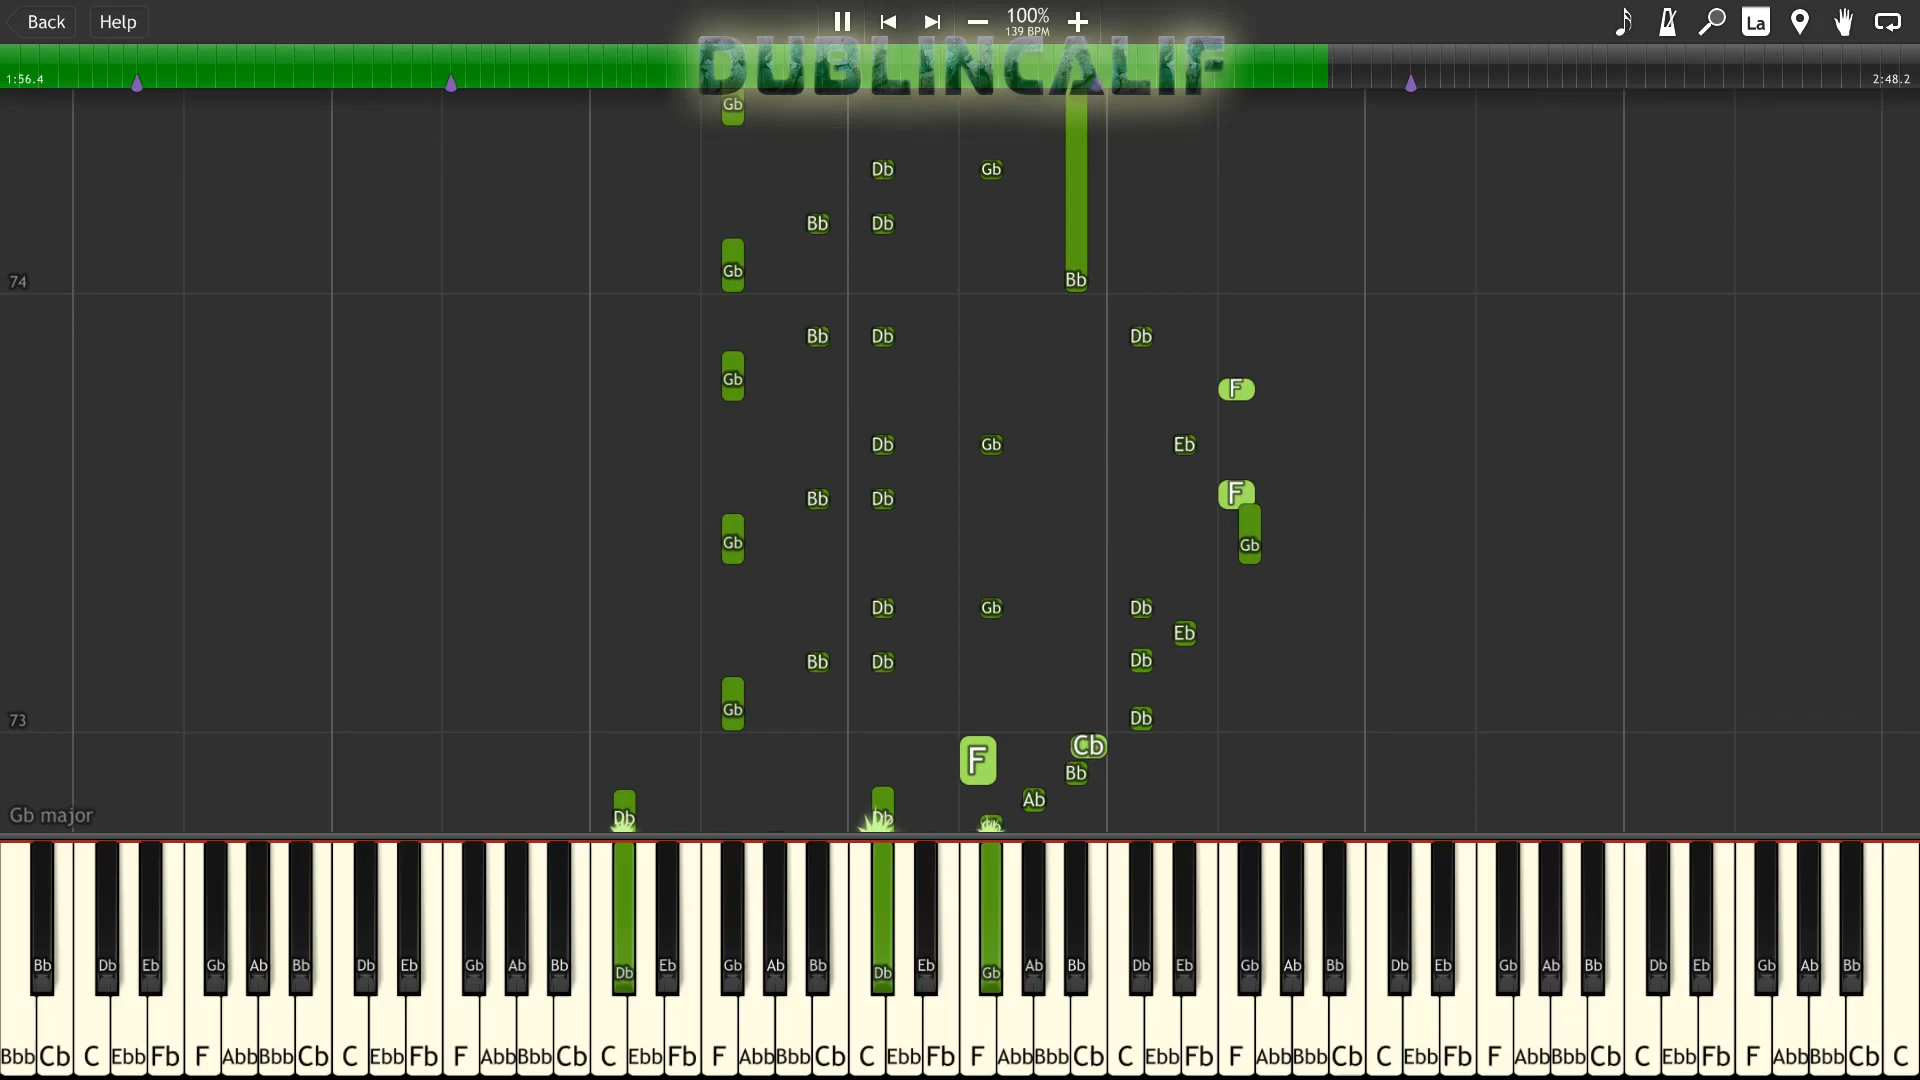 Back Help 100%
139 BPM
La
DUBLINCALIF
1:56.4 2:48.2
Gb
Db Gb
Bb Db
Gb
74 Bb
Bb Db Db
Gb F
Db Gb Eb
Bb Db F
Gb Gb
Db Gb Db
Eb
Bb Db Db
Gb
73 Db
Cb
F
Bb
Ab
Gb major Db Db Gb
Bb Db Eb Gb Ab Bb Db Eb Gb Ab Bb Db Eb Gb Ab Bb Db Eb Gb Ab Bb Db Eb Gb Ab Bb Db Eb Gb Ab Bb Db Eb Gb Ab Bb
Bbb Cb C Ebb Fb F Abb Bbb Cb C Ebb Fb F Abb Bbb Cb C Ebb Fb F Abb Bbb Cb C Ebb Fb F Abb Bbb Cb C Ebb Fb F Abb Bbb Cb C Ebb Fb F Abb Bbb Cb C Ebb Fb F Abb Bbb Cb C